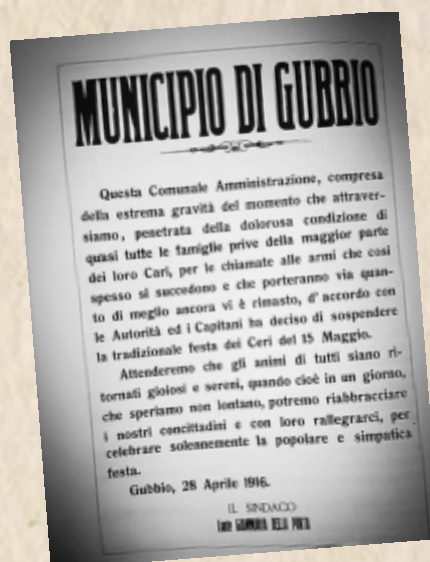 MUNICIPIO DI GUBBIO
Questa Comunale Amministrazione, compresa
della estrema gravità del momento che attraver-
siamo, penetrata della dolorosa condizione di
quasi tutte le famiglie prive della maggior parte
dei loro Cari, per le chiamate alle armi che così
spesso si succedono e che porteranno via quan-
to di meglio ancora vi è rimasto, d'accordo con
le Autorità ed i Capitani ha deciso di sospendere
la tradizionale festa dei Ceri del 15 Maggio.
Attenderemo che gli animi di tutti siano ri-
tornati gioiosi e sereni, quando cioè in un giorno,
che speriamo non lontano, potremo riabbracciare
i nostri concittadini e con loro rallegrarci, per
celebrare solennemente la popolare e simpatica
festa.
Gubbio, 28 Aprile 1916.
IL SINDACO
DELLA PORTA